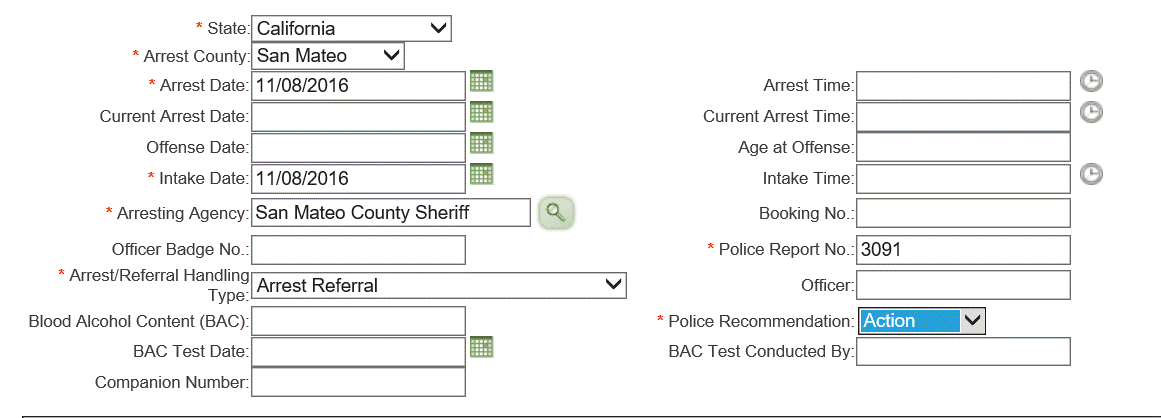 * State: California
* Arrest County: San Mateo
* Arrest Date: 11/08/2016 Arrest Time:
Current Arrest Date: Current Arrest Time:
Offense Date: Age at Offense:
* Intake Date: 11/08/2016 Intake Time:
* Arresting Agency: San Mateo County Sheriff Booking No.:
Officer Badge No.: * Police Report No.: 3091
* Arrest/Referral Handling
Type: Arrest Referral Officer:
Blood Alcohol Content (BAC): * Police Recommendation: Action
BAC Test Date: BAC Test Conducted By:
Companion Number: